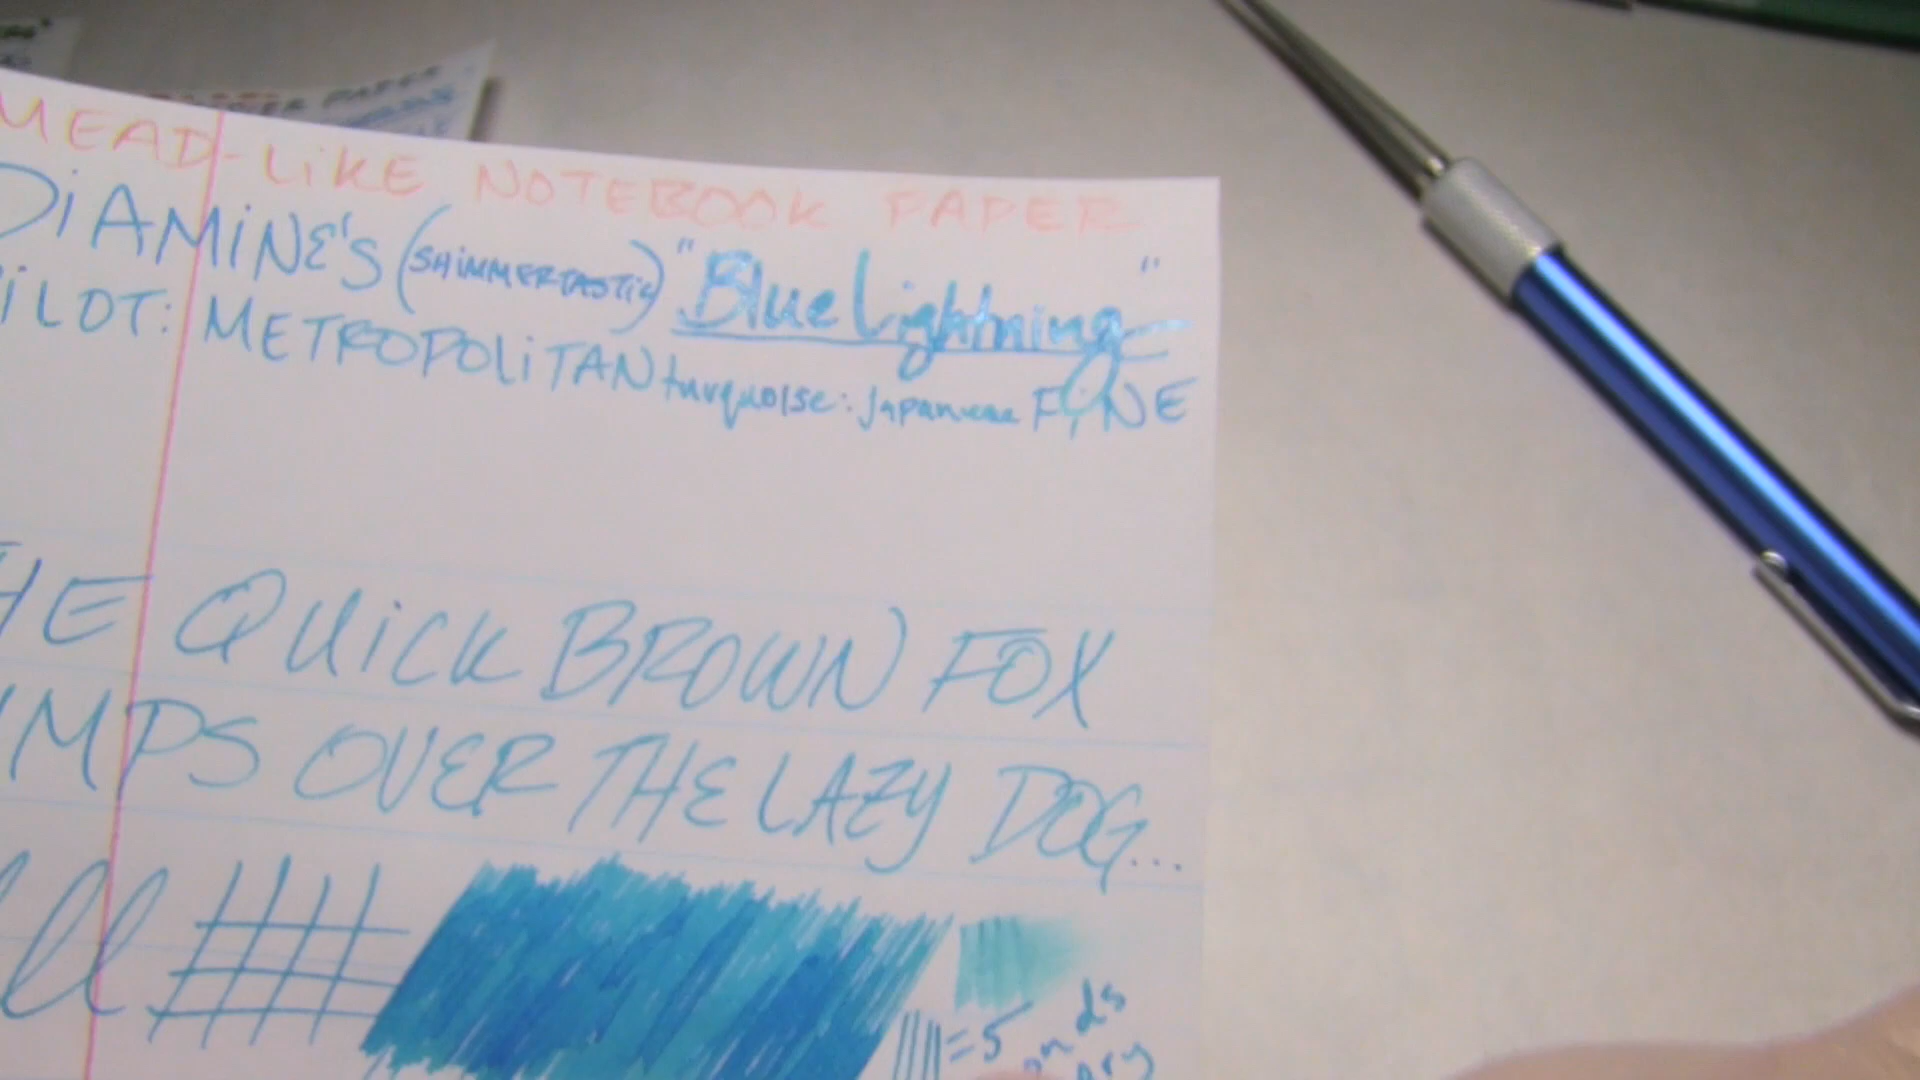 MEAD-LiKE NOTEBOOK PAPER
DiAMiNE'S (SHiMMERTASTiC) "Blue Lightning"
iLOT: METROPOLiTAN turquoise: Japanese FiNE
HE QUiCK BROWN FOX
MPS OVER THE LAZY DOG...
= 5